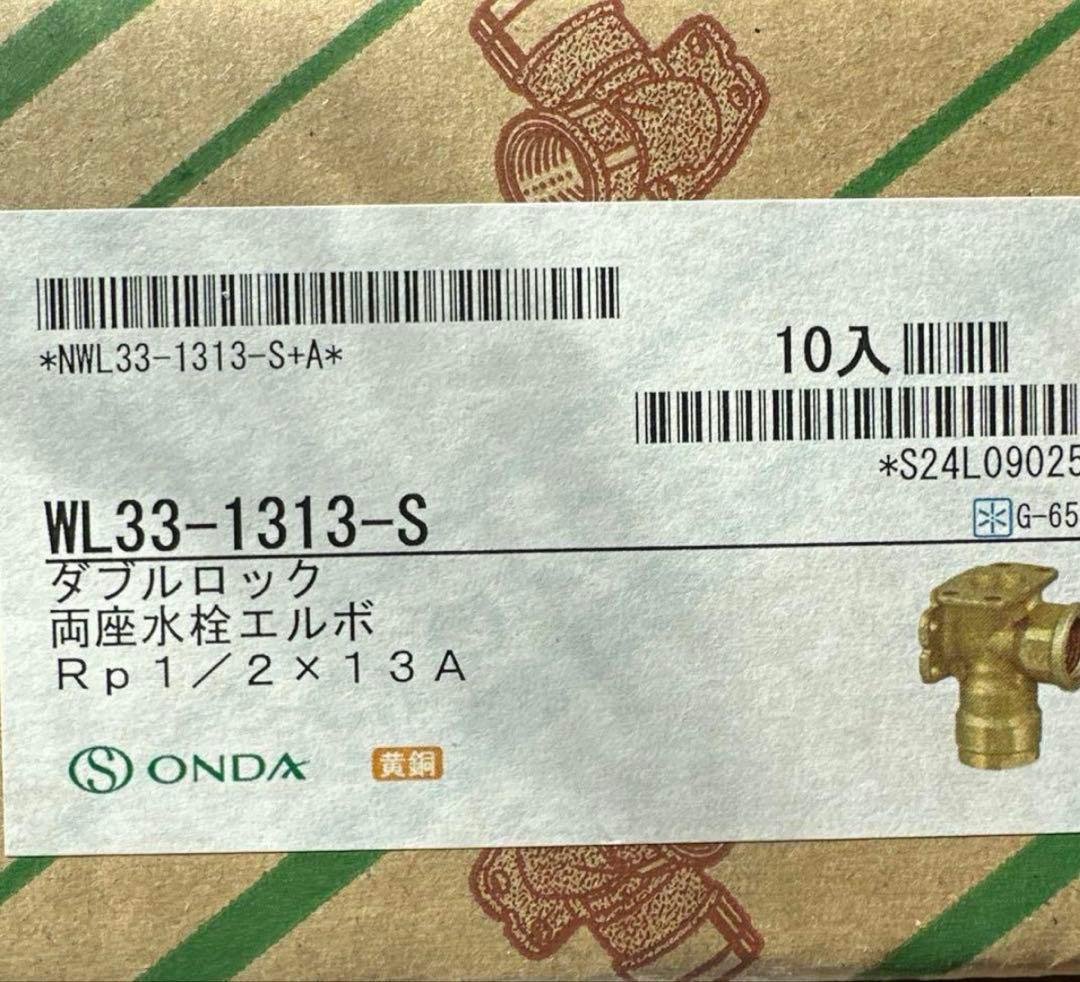 *NWL33-1313-S+A*
10入
*S24L09025
WL33-1313-S
G-65
ダブルロック
両座水栓エルボ
Rp1/2×13A
ONDA
黄銅